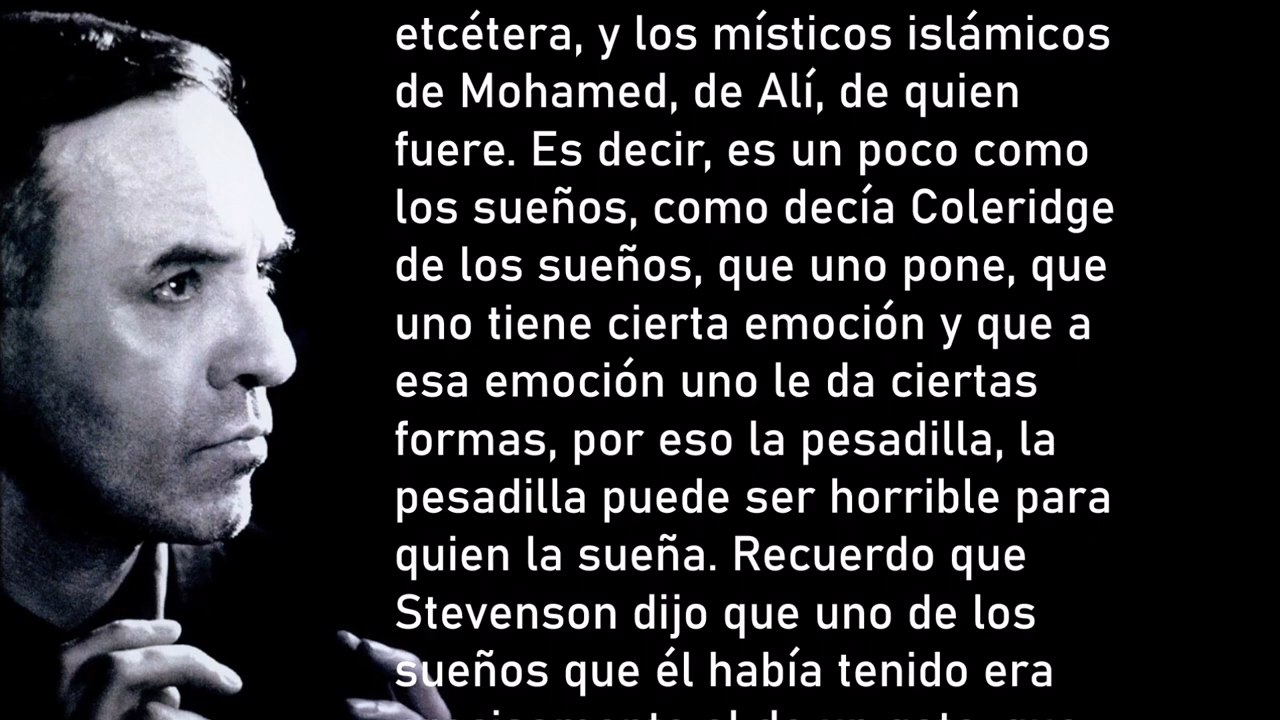 etcétera, y los místicos islámicos
de Mohamed, de Alí, de quien
fuere. Es decir, es un poco como
los sueños, como decía Coleridge
de los sueños, que uno pone, que
uno tiene cierta emoción y que a
esa emoción uno le da ciertas
formas, por eso la pesadilla, la
pesadilla puede ser horrible para
quien la sueña. Recuerdo que
Stevenson dijo que uno de los
sueños que él había tenido era